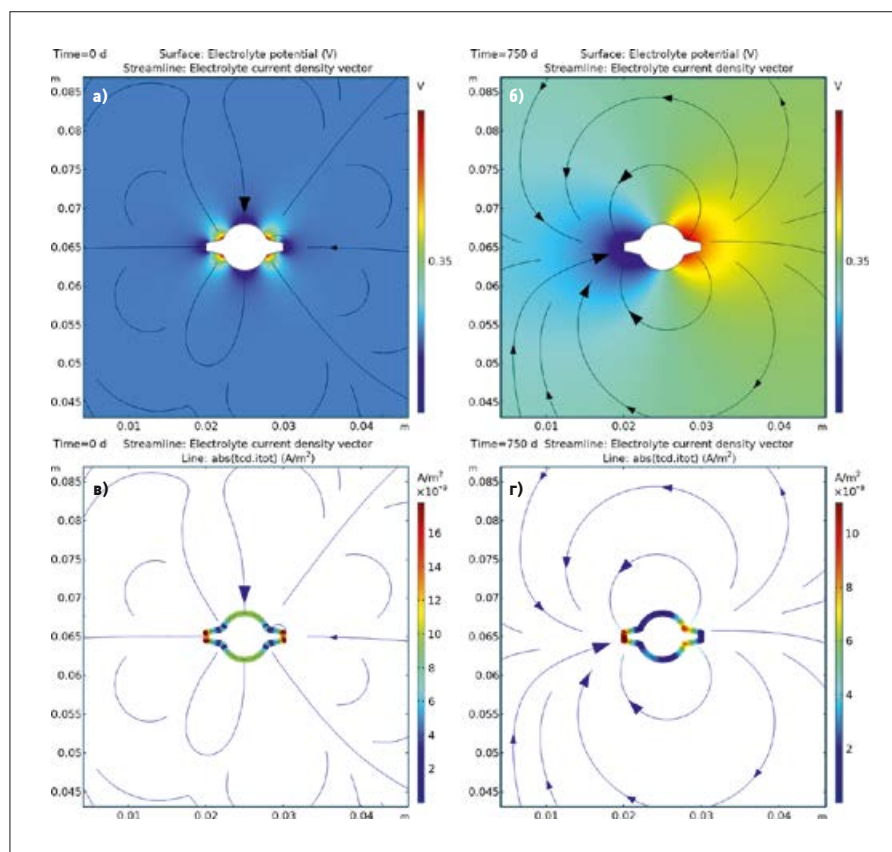 Time=0 d Surface: Electrolyte potential (V)
Streamline: Electrolyte current density vector
m
V
а)
0.085
0.08
0.075
0.07
0.065
0.06
0.055
0.05
0.045
0.35
0.01 0.02 0.03 0.04 m
Time=750 d Surface: Electrolyte potential (V)
Streamline: Electrolyte current density vector
m
V
б)
0.085
0.08
0.075
0.07
0.065
0.06
0.055
0.05
0.045
0.35
0.01 0.02 0.03 0.04 m
Time=0 d Streamline: Electrolyte current density vector
Line: abs(tcd.itot) (A/m²)
m
A/m²
×10⁻⁹
в)
0.085
0.08
0.075
0.07
0.065
0.06
0.055
0.05
0.045
16
14
12
10
8
6
4
2
0.01 0.02 0.03 0.04 m
Time=750 d Streamline: Electrolyte current density vector
Line: abs(tcd.itot) (A/m²)
m
A/m²
×10⁻⁹
г)
0.085
0.08
0.075
0.07
0.065
0.06
0.055
0.05
0.045
10
8
6
4
2
0.01 0.02 0.03 0.04 m